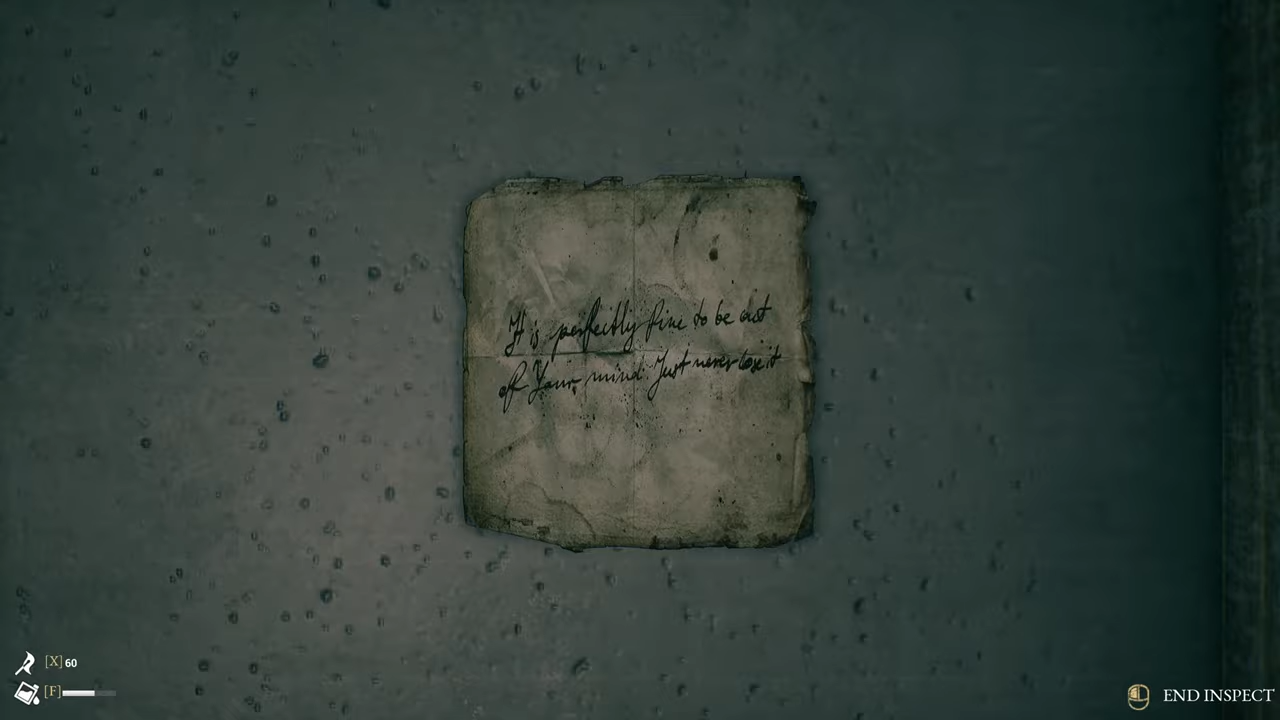 It is perfectly fine to be out
of Your mind. Just never lose it
[X] 60
[F]
END INSPECT